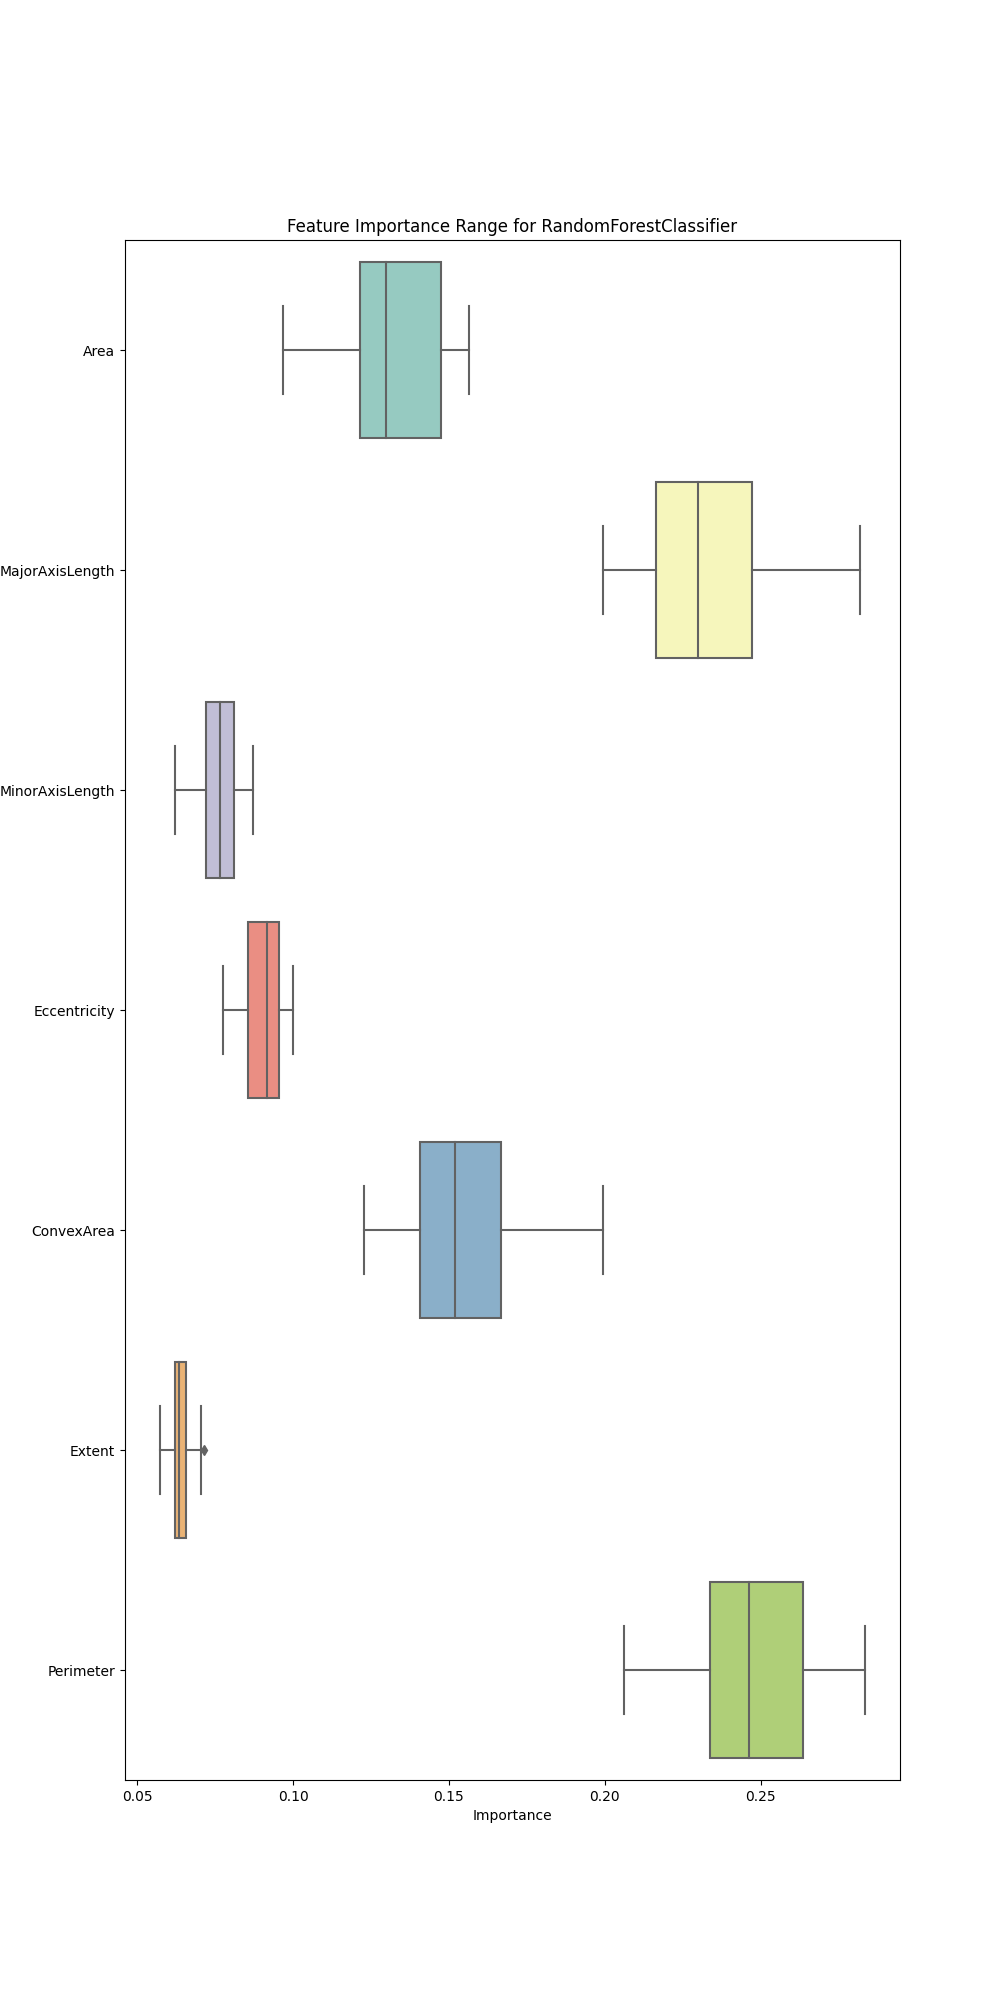 Feature Importance Range for RandomForestClassifier
Area
MajorAxisLength
MinorAxisLength
Eccentricity
ConvexArea
Extent
Perimeter
0.05 0.10 0.15 0.20 0.25
Importance